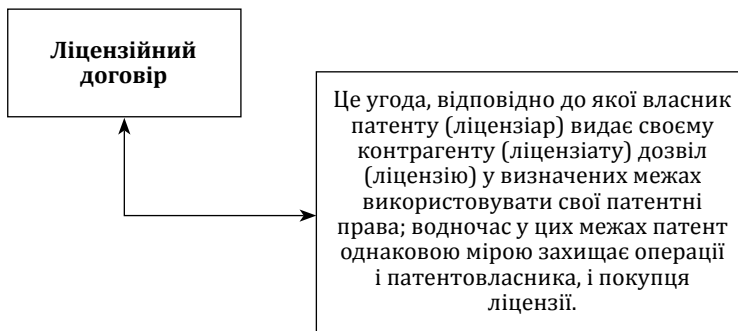 Ліцензійний
договір
Це угода, відповідно до якої власник
патенту (ліцензіар) видає своєму
контрагенту (ліцензіату) дозвіл
(ліцензію) у визначених межах
використовувати свої патентні
права; водночас у цих межах патент
однаковою мірою захищає операції
і патентовласника, і покупця
ліцензії.